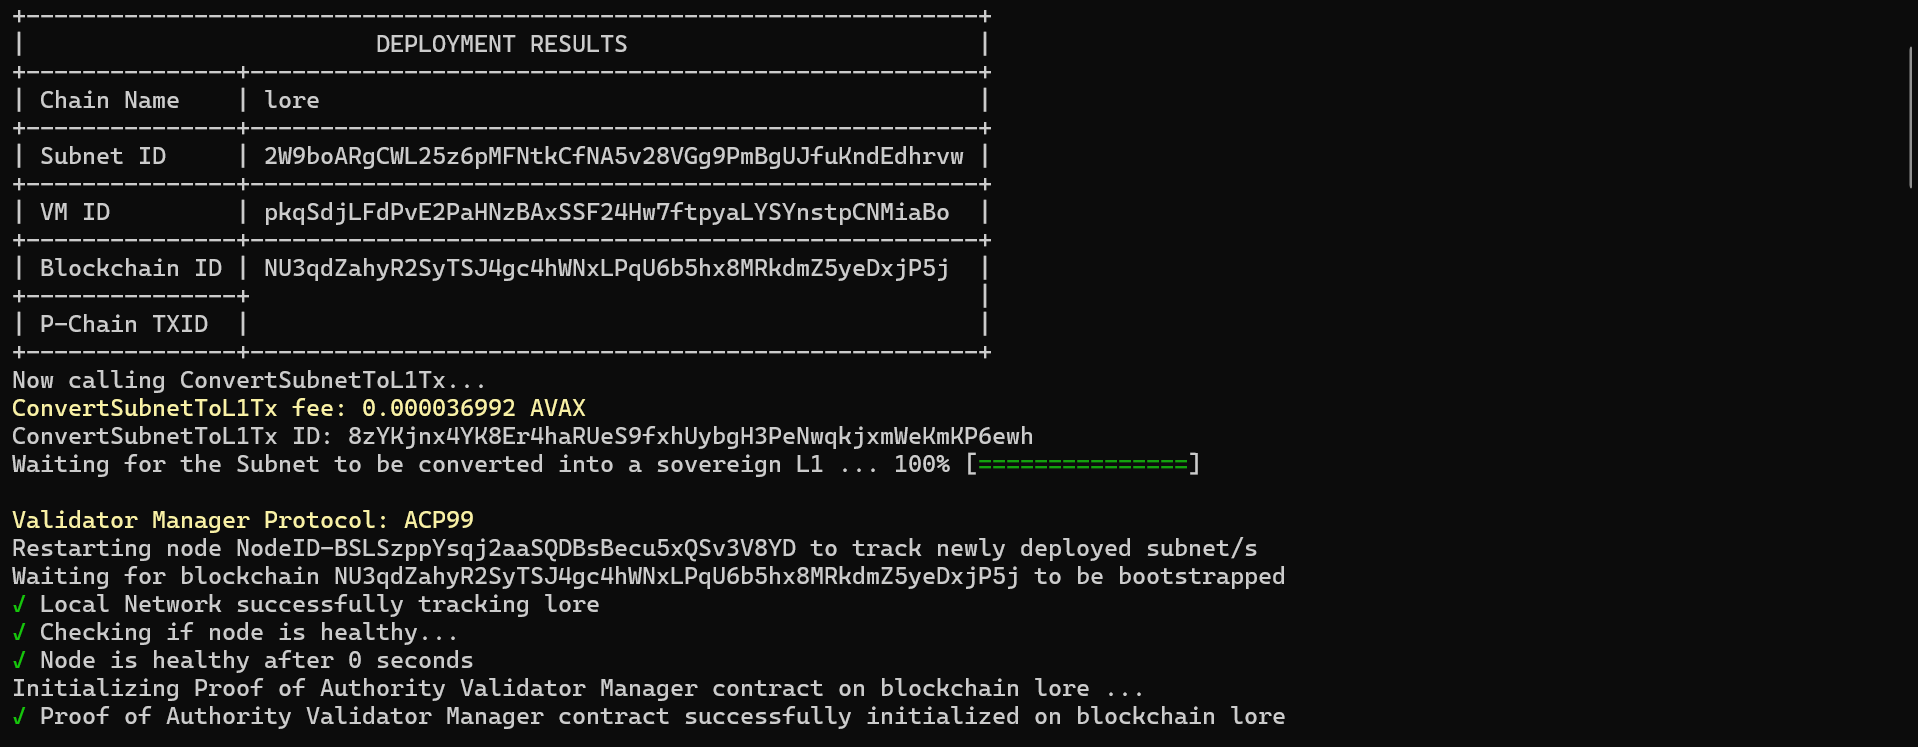 +--------------------------------------------------------------------+
| DEPLOYMENT RESULTS |
+---------------+----------------------------------------------------+
| Chain Name | lore |
+---------------+----------------------------------------------------+
| Subnet ID | 2W9boARgCWL25z6pMFNtkCfNA5v28VGg9PmBgUJfuKndEdhrvw |
+---------------+----------------------------------------------------+
| VM ID | pkqSdjLFdPvE2PaHNzBAxSSF24Hw7ftpyaLYSYnstpCNMiaBo |
+---------------+----------------------------------------------------+
| Blockchain ID | NU3qdZahyR2SyTSJ4gc4hWNxLPqU6b5hx8MRkdmZ5yeDxjP5j |
+---------------+ |
| P-Chain TXID | |
+---------------+----------------------------------------------------+
Now calling ConvertSubnetToL1Tx...
ConvertSubnetToL1Tx fee: 0.000036992 AVAX
ConvertSubnetToL1Tx ID: 8zYKjnx4YK8Er4haRUeS9fxhUybgH3PeNwqkjxmWeKmKP6ewh
Waiting for the Subnet to be converted into a sovereign L1 ... 100% [===============]
Validator Manager Protocol: ACP99
Restarting node NodeID-BSLSzppYsqj2aaSQDBsBecu5xQSv3V8YD to track newly deployed subnet/s
Waiting for blockchain NU3qdZahyR2SyTSJ4gc4hWNxLPqU6b5hx8MRkdmZ5yeDxjP5j to be bootstrapped
✓ Local Network successfully tracking lore
✓ Checking if node is healthy...
✓ Node is healthy after 0 seconds
Initializing Proof of Authority Validator Manager contract on blockchain lore ...
✓ Proof of Authority Validator Manager contract successfully initialized on blockchain lore